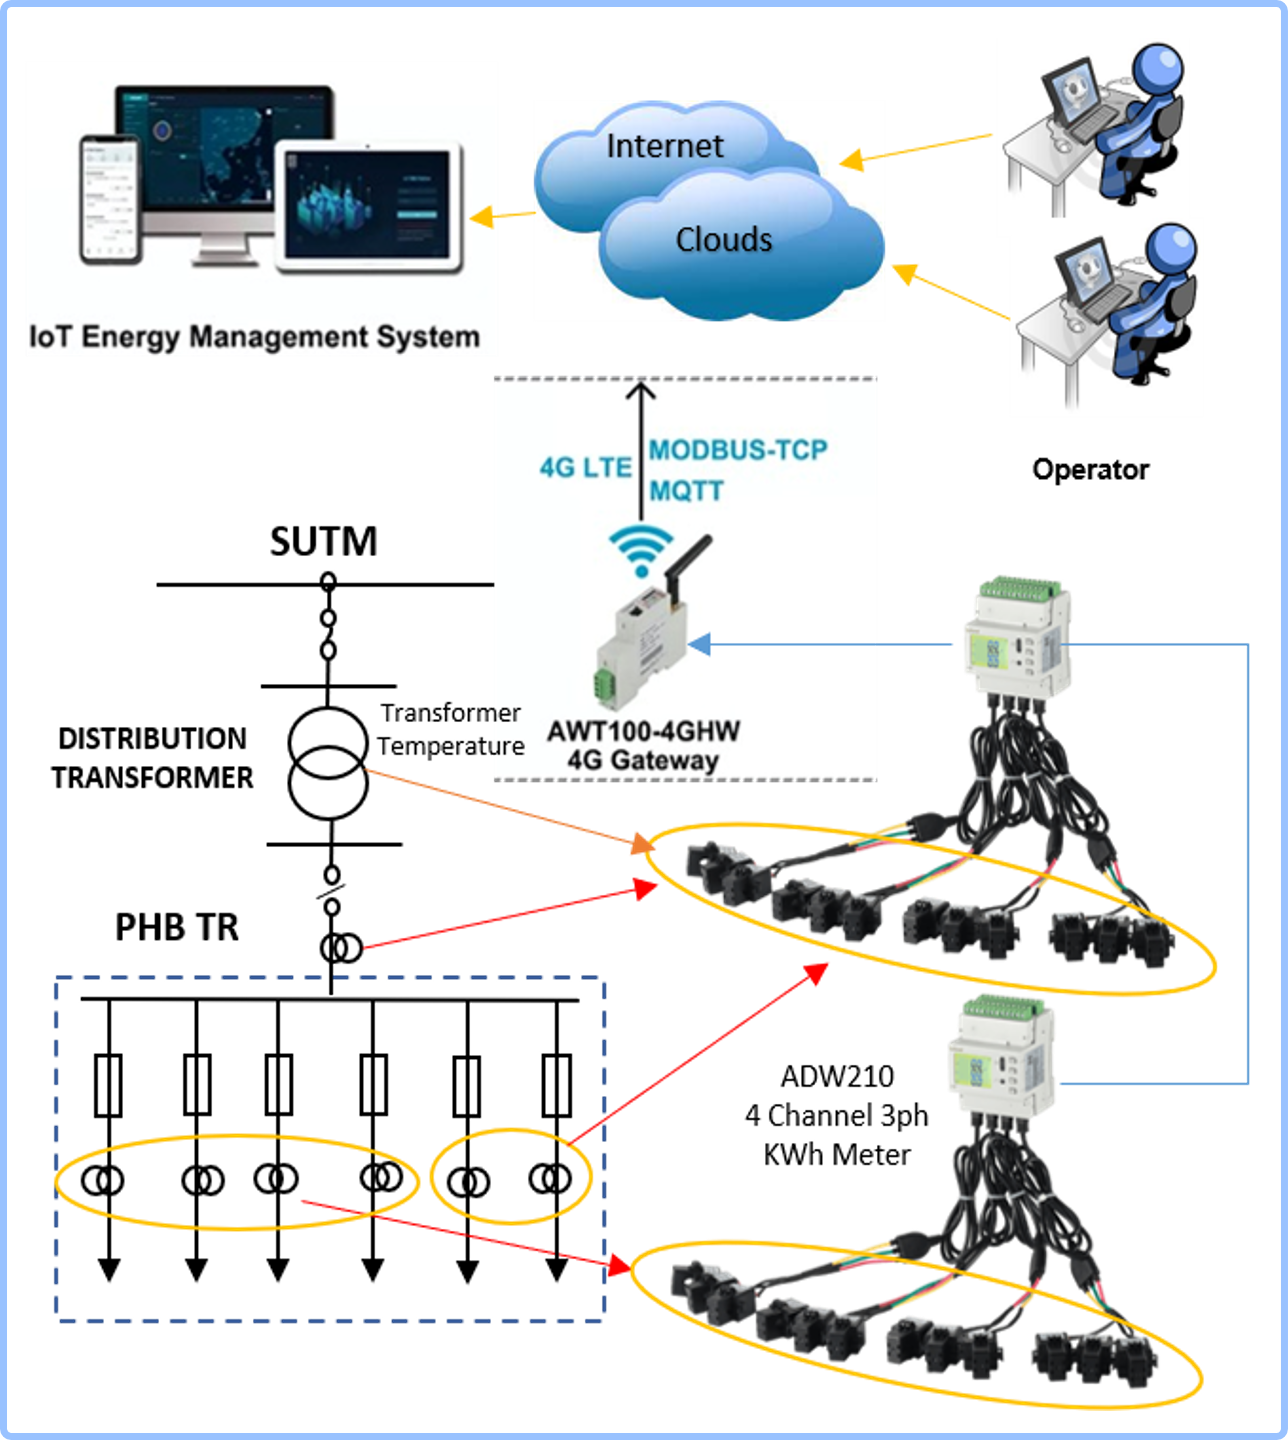 Internet
Clouds
IoT Energy Management System
4G LTE
MODBUS-TCP
MQTT
Operator
SUTM
AWT100-4GHW
4G Gateway
Transformer
Temperature
DISTRIBUTION
TRANSFORMER
PHB TR
ADW210
4 Channel 3ph
KWh Meter